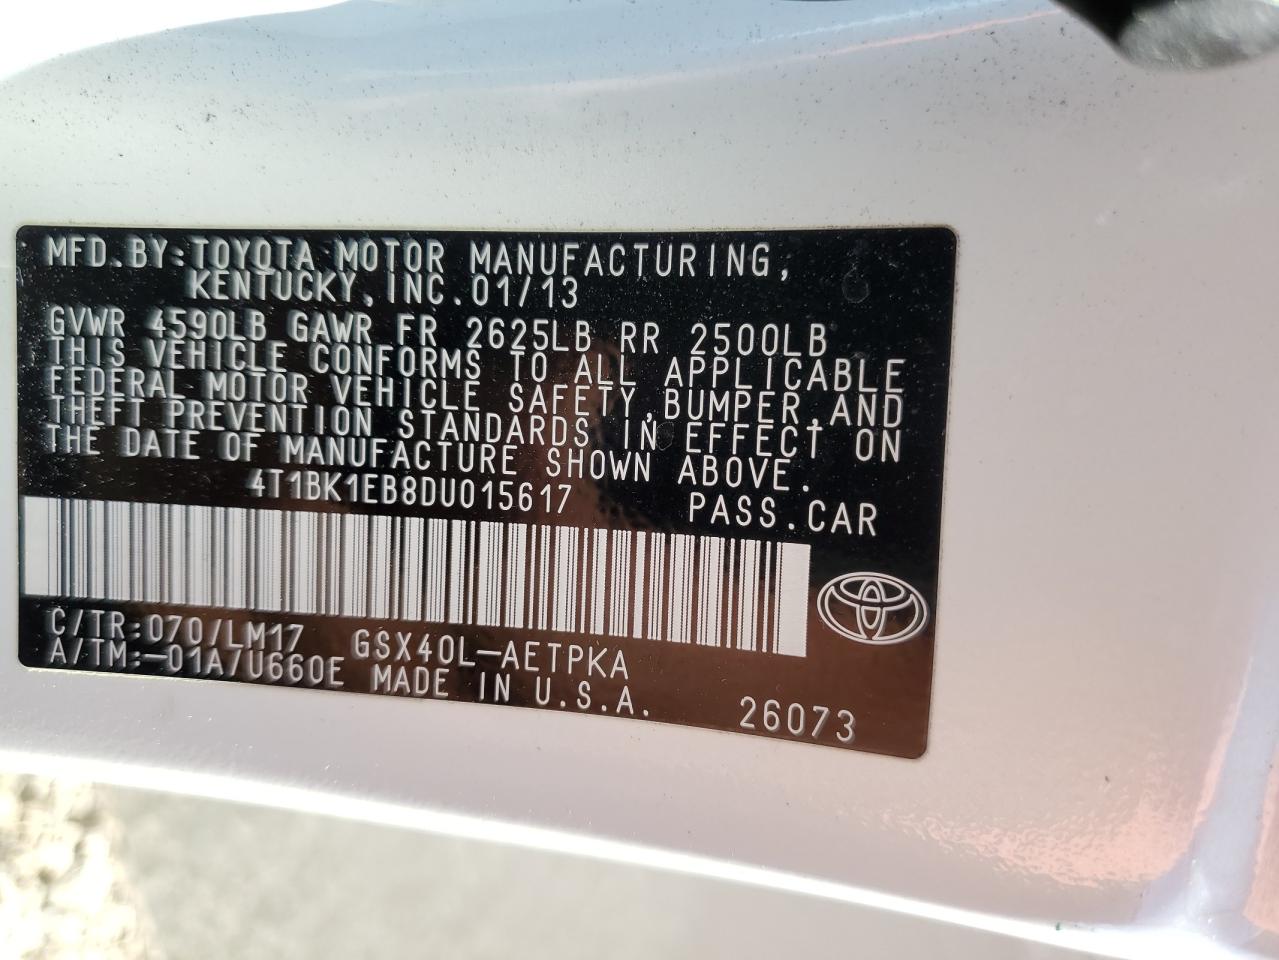 MFD.BY:TOYOTA MOTOR MANUFACTURING,
KENTUCKY,INC.01/13
GVWR 4590LB GAWR FR 2625LB RR 2500LB
THIS VEHICLE CONFORMS TO ALL APPLICABLE
FEDERAL MOTOR VEHICLE SAFETY,BUMPER,AND
THEFT PREVENTION STANDARDS IN EFFECT ON
THE DATE OF MANUFACTURE SHOWN ABOVE.
4T1BK1EB8DU015617 PASS.CAR
C/TR:070/LM17 GSX40L-AETPKA
A/TM:-01A/U660E MADE IN U.S.A. 26073